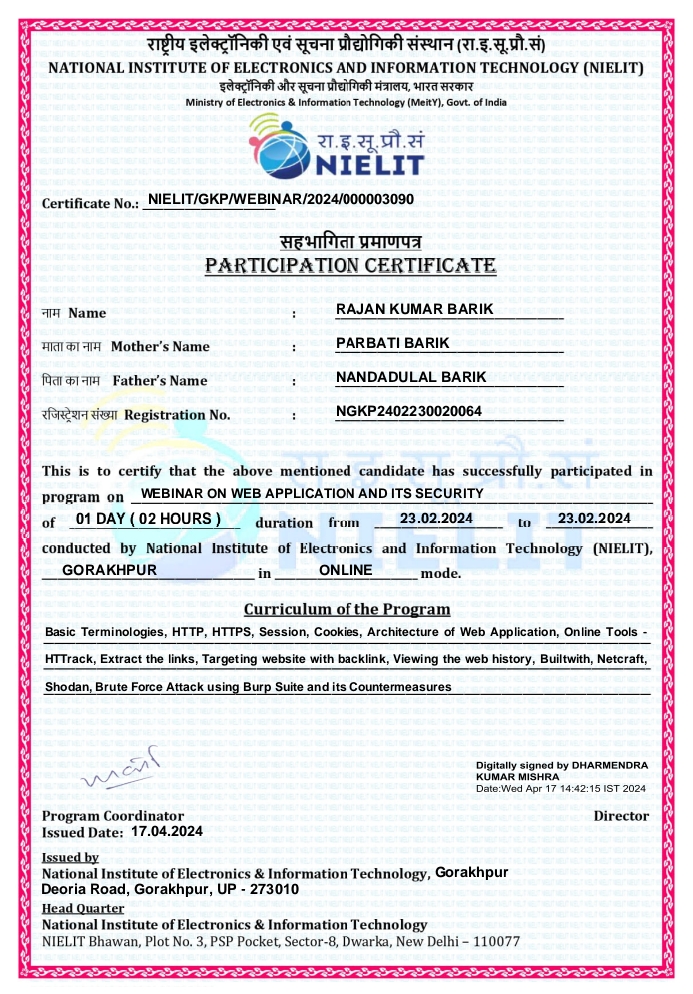 राष्ट्रीय इलेक्ट्रॉनिकी एवं सूचना प्रौद्योगिकी संस्थान (रा.इ.सू.प्रौ.सं)
NATIONAL INSTITUTE OF ELECTRONICS AND INFORMATION TECHNOLOGY (NIELIT)
इलेक्ट्रॉनिकी और सूचना प्रौद्योगिकी मंत्रालय, भारत सरकार
Ministry of Electronics & Information Technology (MeitY), Govt. of India
रा.इ.सू.प्रौ.सं
NIELIT
Certificate No.: NIELIT/GKP/WEBINAR/2024/000003090
सहभागिता प्रमाणपत्र
PARTICIPATION CERTIFICATE
नाम Name : RAJAN KUMAR BARIK
माता का नाम Mother's Name : PARBATI BARIK
पिता का नाम Father's Name : NANDADULAL BARIK
रजिस्ट्रेशन संख्या Registration No. : NGKP2402230020064
This is to certify that the above mentioned candidate has successfully participated in
program on WEBINAR ON WEB APPLICATION AND ITS SECURITY
of 01 DAY ( 02 HOURS ) duration from 23.02.2024 to 23.02.2024
conducted by National Institute of Electronics and Information Technology (NIELIT),
GORAKHPUR in ONLINE mode.
Curriculum of the Program
Basic Terminologies, HTTP, HTTPS, Session, Cookies, Architecture of Web Application, Online Tools -
HTTrack, Extract the links, Targeting website with backlink, Viewing the web history, Builtwith, Netcraft,
Shodan, Brute Force Attack using Burp Suite and its Countermeasures
Digitally signed by DHARMENDRA
KUMAR MISHRA
Date:Wed Apr 17 14:42:15 IST 2024
Program Coordinator Director
Issued Date: 17.04.2024
Issued by
National Institute of Electronics & Information Technology, Gorakhpur
Deoria Road, Gorakhpur, UP - 273010
Head Quarter
National Institute of Electronics & Information Technology
NIELIT Bhawan, Plot No. 3, PSP Pocket, Sector-8, Dwarka, New Delhi – 110077